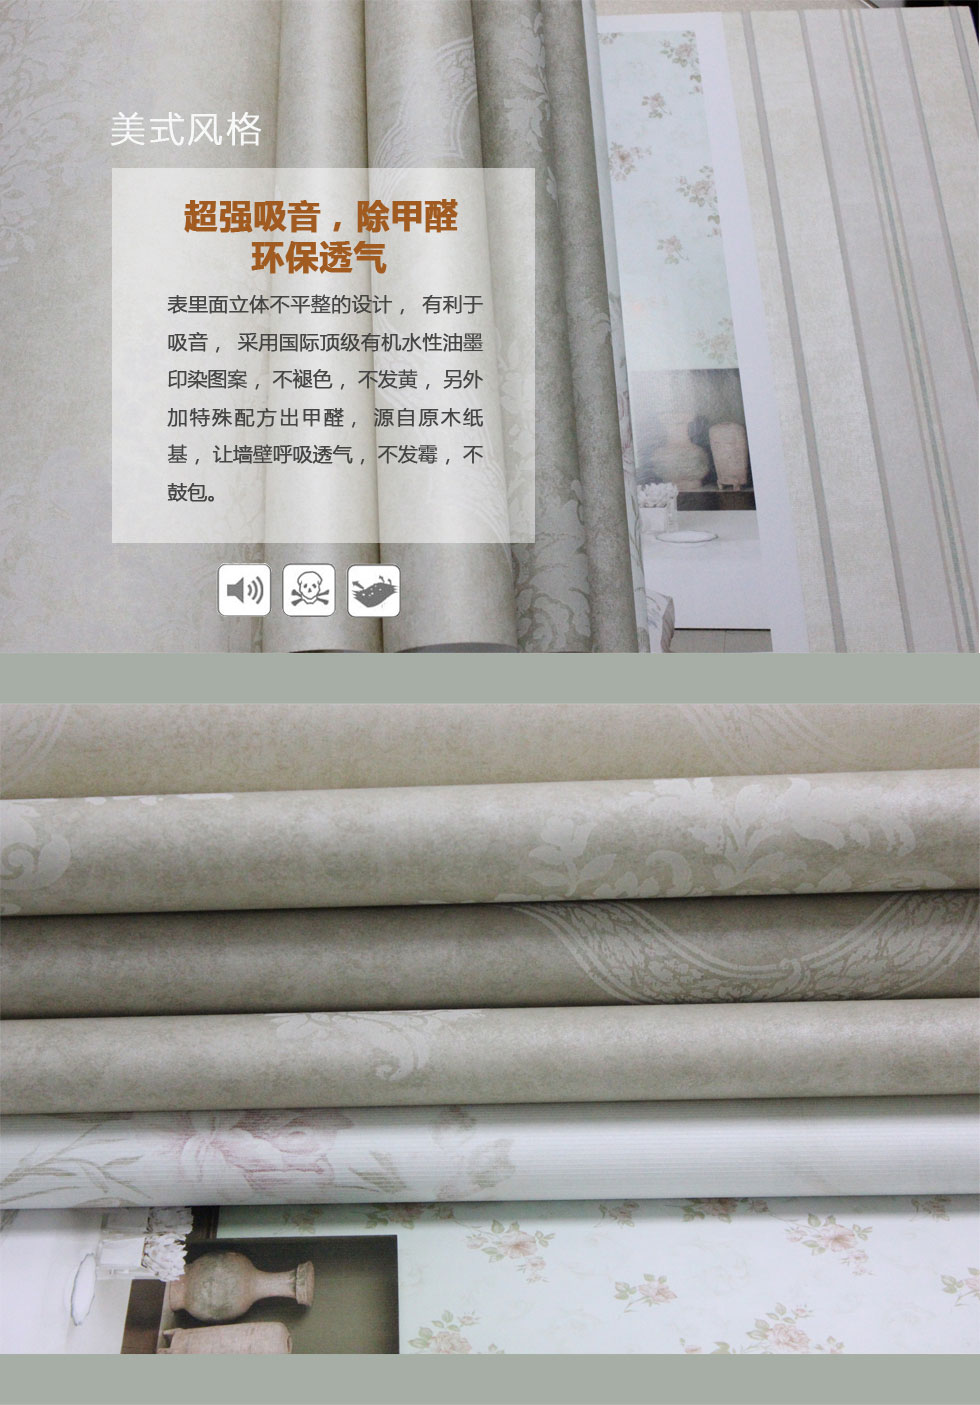 美式风格
超强吸音，除甲醛
环保透气
表里面立体不平整的设计， 有利于
吸音， 采用国际顶级有机水性油墨
印染图案，不褪色，不发黄，另外
加特殊配方出甲醛， 源自原木纸
基，让墙壁呼吸透气，不发霉，不
鼓包。